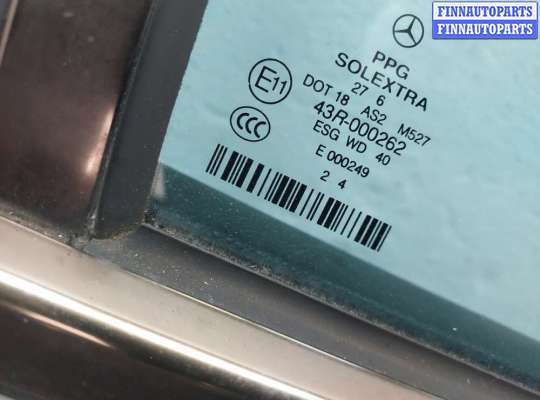 FINNAUTOPARTS
FINNAUTOPARTS
PPG
SOLEXTRA
27 6
DOT 18 AS2 M527
E11
43R-000262
CCC
ESG WD 40
E 000249
2 4